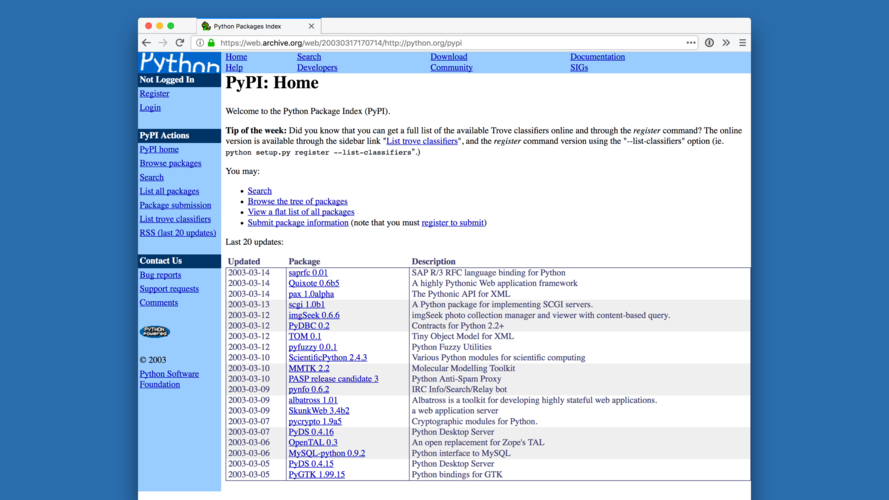 Python Packages Index
https://web.archive.org/web/20030317170714/http://python.org/pypi
Python
Home Search Download Documentation
Help Developers Community SIGs
Not Logged In
Register
Login
PyPI Actions
PyPI home
Browse packages
Search
List all packages
Package submission
List trove classifiers
RSS (last 20 updates)
Contact Us
Bug reports
Support requests
Comments
PYTHON
POWERED
© 2003
Python Software
Foundation
PyPI: Home
Welcome to the Python Package Index (PyPI).
Tip of the week: Did you know that you can get a full list of the available Trove classifiers online and through the register command? The online
version is available through the sidebar link "List trove classifiers", and the register command version using the "--list-classifiers" option (ie.
python setup.py register --list-classifiers".)
You may:
• Search
• Browse the tree of packages
• View a flat list of all packages
• Submit package information (note that you must register to submit)
Last 20 updates:
Updated Package Description
2003-03-14 saprfc 0.01 SAP R/3 RFC language binding for Python
2003-03-14 Quixote 0.6b5 A highly Pythonic Web application framework
2003-03-14 pax 1.0alpha The Pythonic API for XML
2003-03-13 scgi 1.0b1 A Python package for implementing SCGI servers.
2003-03-12 imgSeek 0.6.6 imgSeek photo collection manager and viewer with content-based query.
2003-03-12 PyDBC 0.2 Contracts for Python 2.2+
2003-03-12 TOM 0.1 Tiny Object Model for XML
2003-03-12 pyfuzzy 0.0.1 Python Fuzzy Utilities
2003-03-10 ScientificPython 2.4.3 Various Python modules for scientific computing
2003-03-10 MMTK 2.2 Molecular Modelling Toolkit
2003-03-10 PASP release candidate 3 Python Anti-Spam Proxy
2003-03-09 pynfo 0.6.2 IRC Info/Search/Relay bot
2003-03-09 albatross 1.01 Albatross is a toolkit for developing highly stateful web applications.
2003-03-09 SkunkWeb 3.4b2 a web application server
2003-03-07 pycrypto 1.9a5 Cryptographic modules for Python.
2003-03-07 PyDS 0.4.16 Python Desktop Server
2003-03-06 OpenTAL 0.3 An open replacement for Zope's TAL
2003-03-06 MySQL-python 0.9.2 Python interface to MySQL
2003-03-05 PyDS 0.4.15 Python Desktop Server
2003-03-05 PyGTK 1.99.15 Python bindings for GTK